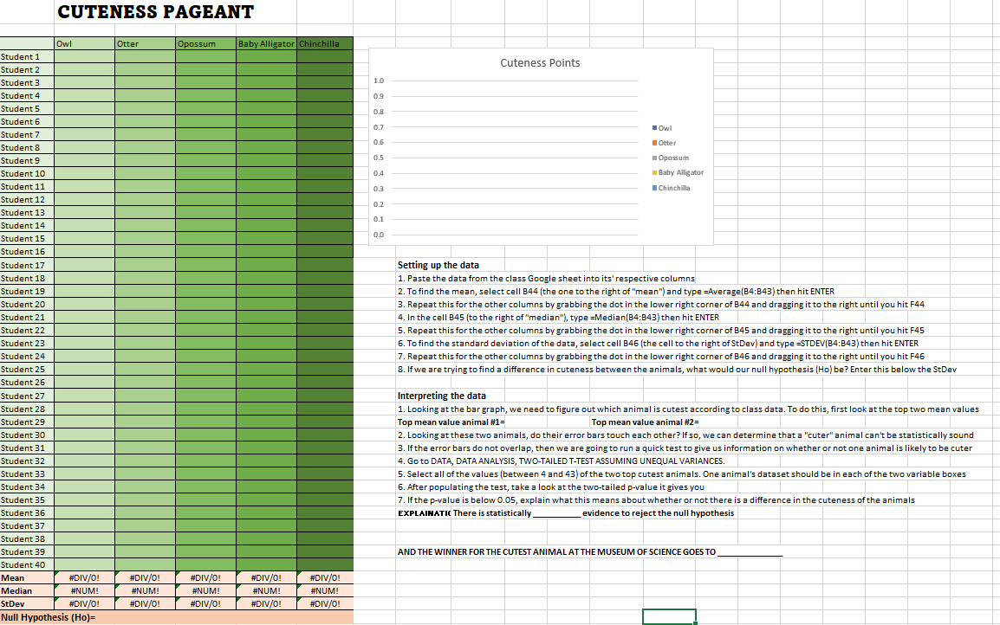 CUTENESS PAGEANT
Owl Otter Opossum Baby Alligator Chinchilla
Student 1
Student 2
Student 3
Student 4
Student 5
Student 6
Student 7
Student 8
Student 9
Student 10
Student 11
Student 12
Student 13
Student 14
Student 15
Student 16
Student 17
Student 18
Student 19
Student 20
Student 21
Student 22
Student 23
Student 24
Student 25
Student 26
Student 27
Student 28
Student 29
Student 30
Student 31
Student 32
Student 33
Student 34
Student 35
Student 36
Student 37
Student 38
Student 39
Student 40
Mean #DIV/0! #DIV/0! #DIV/0! #DIV/0! #DIV/0!
Median #NUM! #NUM! #NUM! #NUM! #NUM!
StDev #DIV/0! #DIV/0! #DIV/0! #DIV/0! #DIV/0!
Null Hypothesis (Ho)=
Cuteness Points
1.0
0.9
0.8
0.7
0.6
0.5
0.4
0.3
0.2
0.1
0.0
Owl
Otter
Opossum
Baby Alligator
Chinchilla
Setting up the data
1. Paste the data from the class Google sheet into its' respective columns
2. To find the mean, select cell B44 (the one to the right of "mean") and type =Average(B4:B43) then hit ENTER
3. Repeat this for the other columns by grabbing the dot in the lower right corner of B44 and dragging it to the right until you hit F44
4. In the cell B45 (to the right of "median"), type =Median(B4:B43) then hit ENTER
5. Repeat this for the other columns by grabbing the dot in the lower right corner of B45 and dragging it to the right until you hit F45
6. To find the standard deviation of the data, select cell B46 (the cell to the right of StDev) and type =STDEV(B4:B43) then hit ENTER
7. Repeat this for the other columns by grabbing the dot in the lower right corner of B46 and dragging it to the right until you hit F46
8. If we are trying to find a difference in cuteness between the animals, what would our null hypothesis (Ho) be? Enter this below the StDev
Interpreting the data
1. Looking at the bar graph, we need to figure out which animal is cutest according to class data. To do this, first look at the top two mean values
Top mean value animal #1= Top mean value animal #2=
2. Looking at these two animals, do their error bars touch each other? If so, we can determine that a "cuter" animal can't be statistically sound
3. If the error bars do not overlap, then we are going to run a quick test to give us information on whether or not one animal is likely to be cuter
4. Go to DATA, DATA ANALYSIS, TWO-TAILED T-TEST ASSUMING UNEQUAL VARIANCES.
5. Select all of the values (between 4 and 43) of the two top cutest animals. One animal's dataset should be in each of the two variable boxes
6. After populating the test, take a look at the two-tailed p-value it gives you
7. If the p-value is below 0.05, explain what this means about whether or not there is a difference in the cuteness of the animals
EXPLAINATI There is statistically __________ evidence to reject the null hypothesis
AND THE WINNER FOR THE CUTEST ANIMAL AT THE MUSEUM OF SCIENCE GOES TO ______________